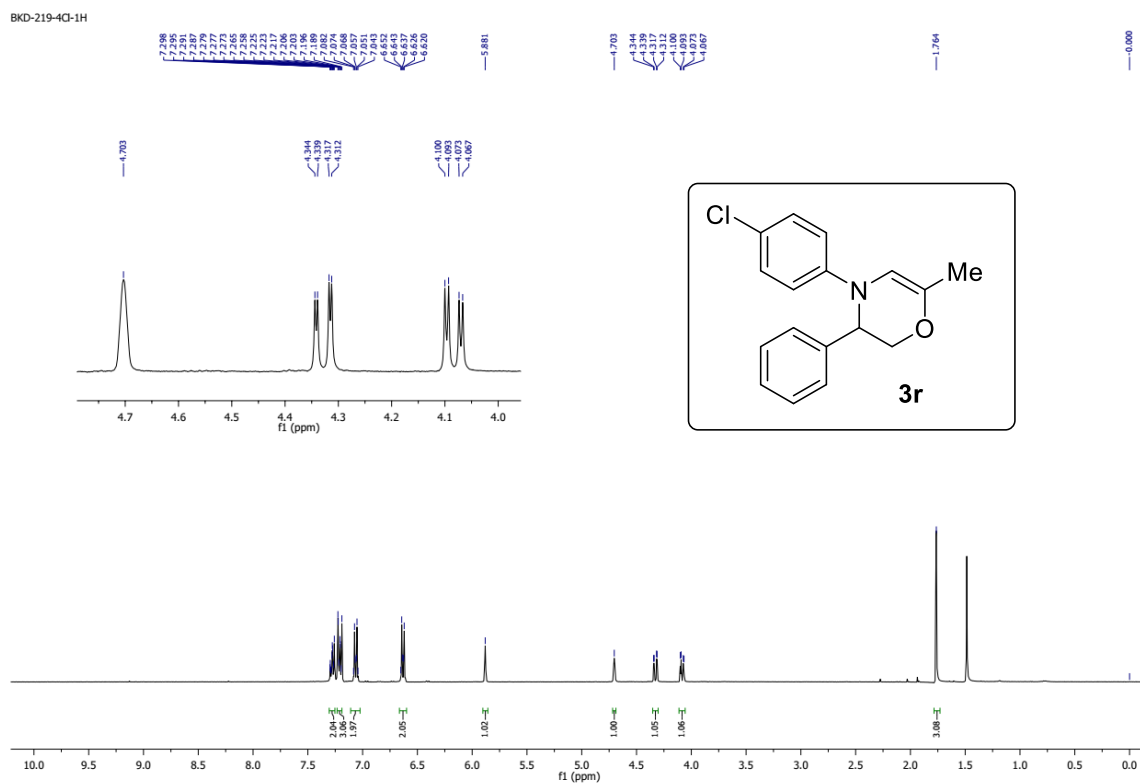 BKD-219-4Cl-1H
7.298 7.295 7.291 7.287 7.279 7.277 7.273 7.265 7.258 7.225 7.223 7.217 7.206 7.203 7.196 7.189 7.082 7.074 7.068 7.057 7.051 7.043 6.652 6.643 6.637 6.626 6.620 5.881 4.703 4.344 4.339 4.317 4.312 4.100 4.093 4.073 4.067 1.764 -0.000
4.703 4.344 4.339 4.317 4.312 4.100 4.093 4.073 4.067
4.7 4.6 4.5 4.4 4.3 4.2 4.1 4.0
f1 (ppm)
Cl
N
Me
O
3r
2.04 3.06 1.97 2.05 1.02 1.00 1.05 1.06 3.08
10.0 9.5 9.0 8.5 8.0 7.5 7.0 6.5 6.0 5.5 5.0 4.5 4.0 3.5 3.0 2.5 2.0 1.5 1.0 0.5 0.0
f1 (ppm)